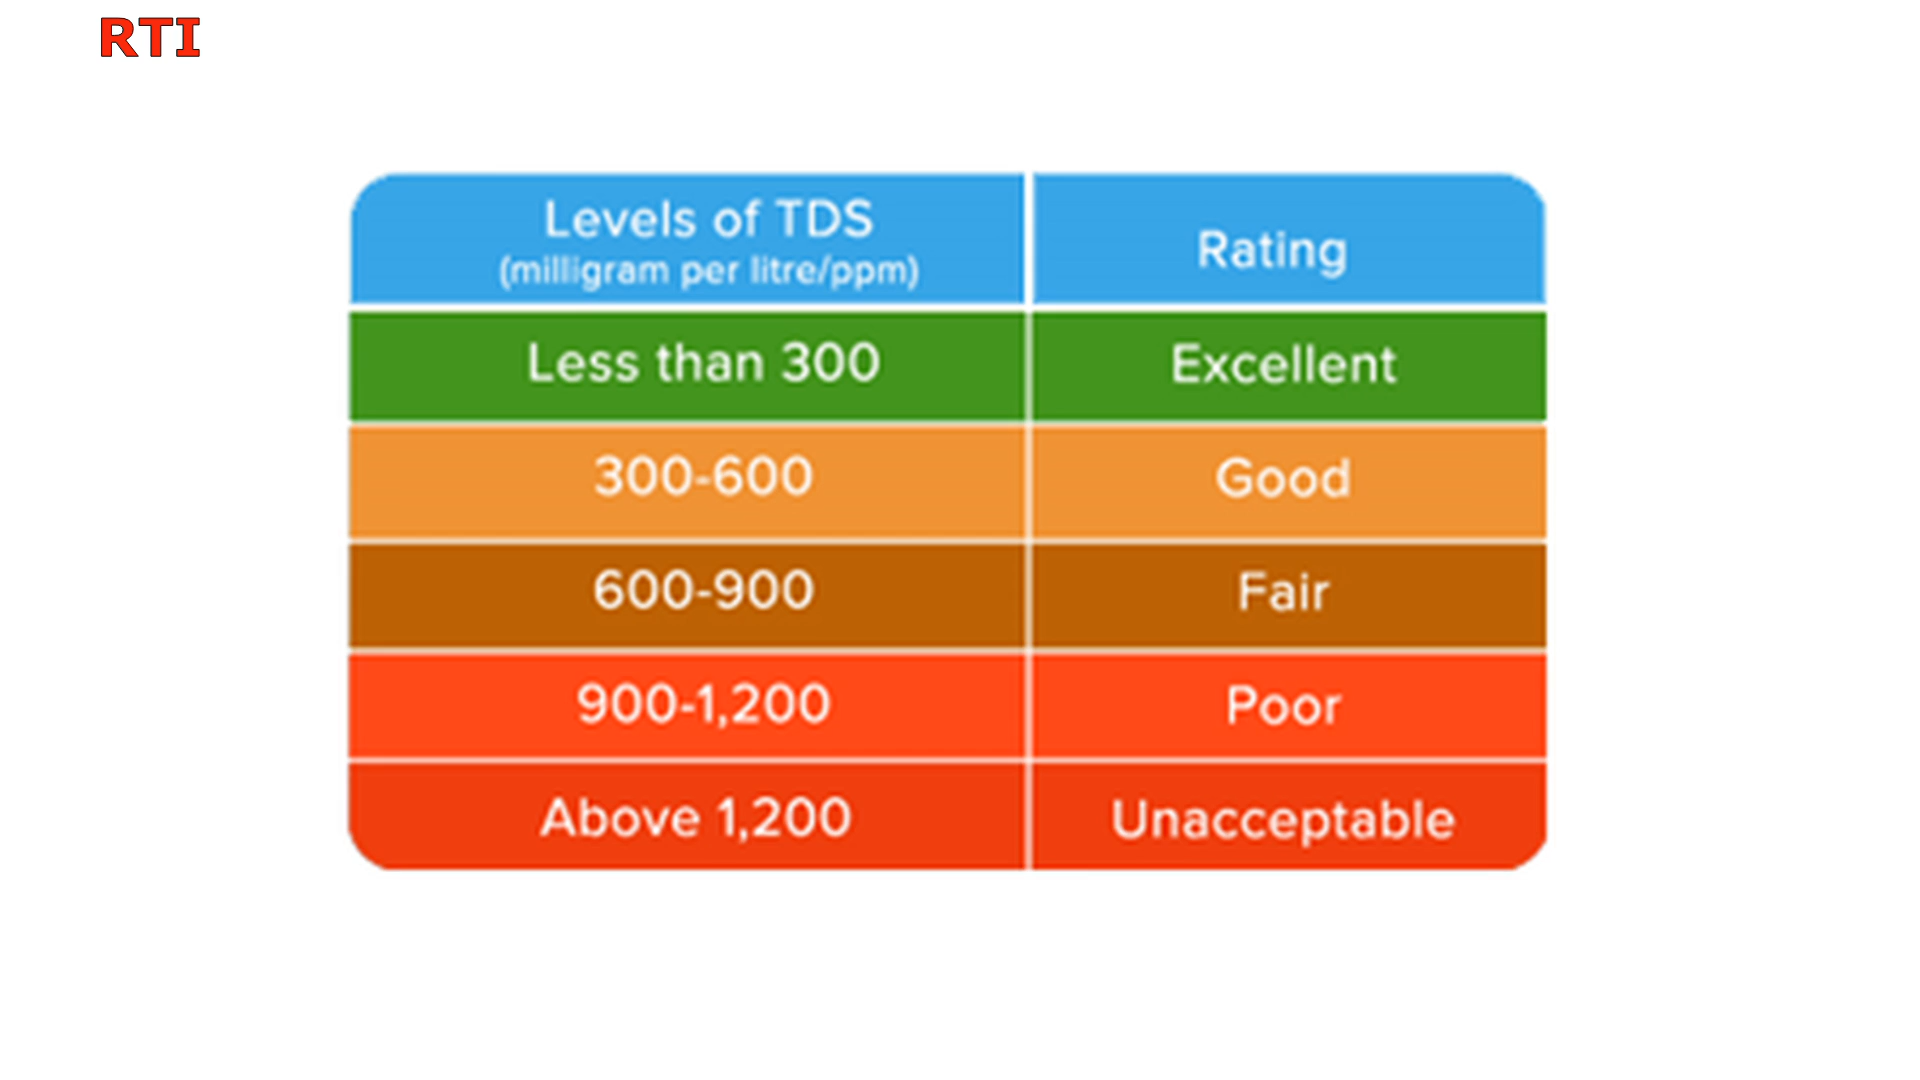 RTI
Levels of TDS
(milligram per litre/ppm)
Rating
Less than 300
Excellent
300-600
Good
600-900
Fair
900-1,200
Poor
Above 1,200
Unacceptable